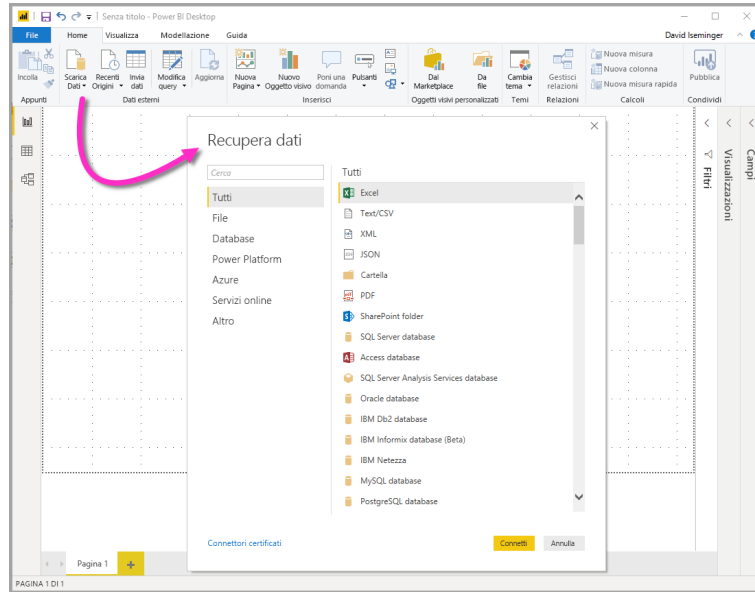 Senza titolo - Power BI Desktop
File Home Visualizza Modellazione Guida David Iseminger
Incolla Scarica Dati Recenti Origini Invia dati Modifica query Aggiorna Nuova Pagina Nuovo Oggetto visivo Poni una domanda Pulsanti Dal Marketplace Da file Cambia tema Gestisci relazioni Nuova misura Nuova colonna Nuova misura rapida Pubblica
Appunti Dati esterni Inserisci Oggetti visivi personalizzati Temi Relazioni Calcoli Condividi
Recupera dati
Cerca
Tutti
File
Database
Power Platform
Azure
Servizi online
Altro
Tutti
Excel
Text/CSV
XML
JSON
Cartella
PDF
SharePoint folder
SQL Server database
Access database
SQL Server Analysis Services database
Oracle database
IBM Db2 database
IBM Informix database (Beta)
IBM Netezza
MySQL database
PostgreSQL database
Connettori certificati
Connetti Annulla
Filtri
Visualizzazioni
Campi
Pagina 1
PAGINA 1 DI 1